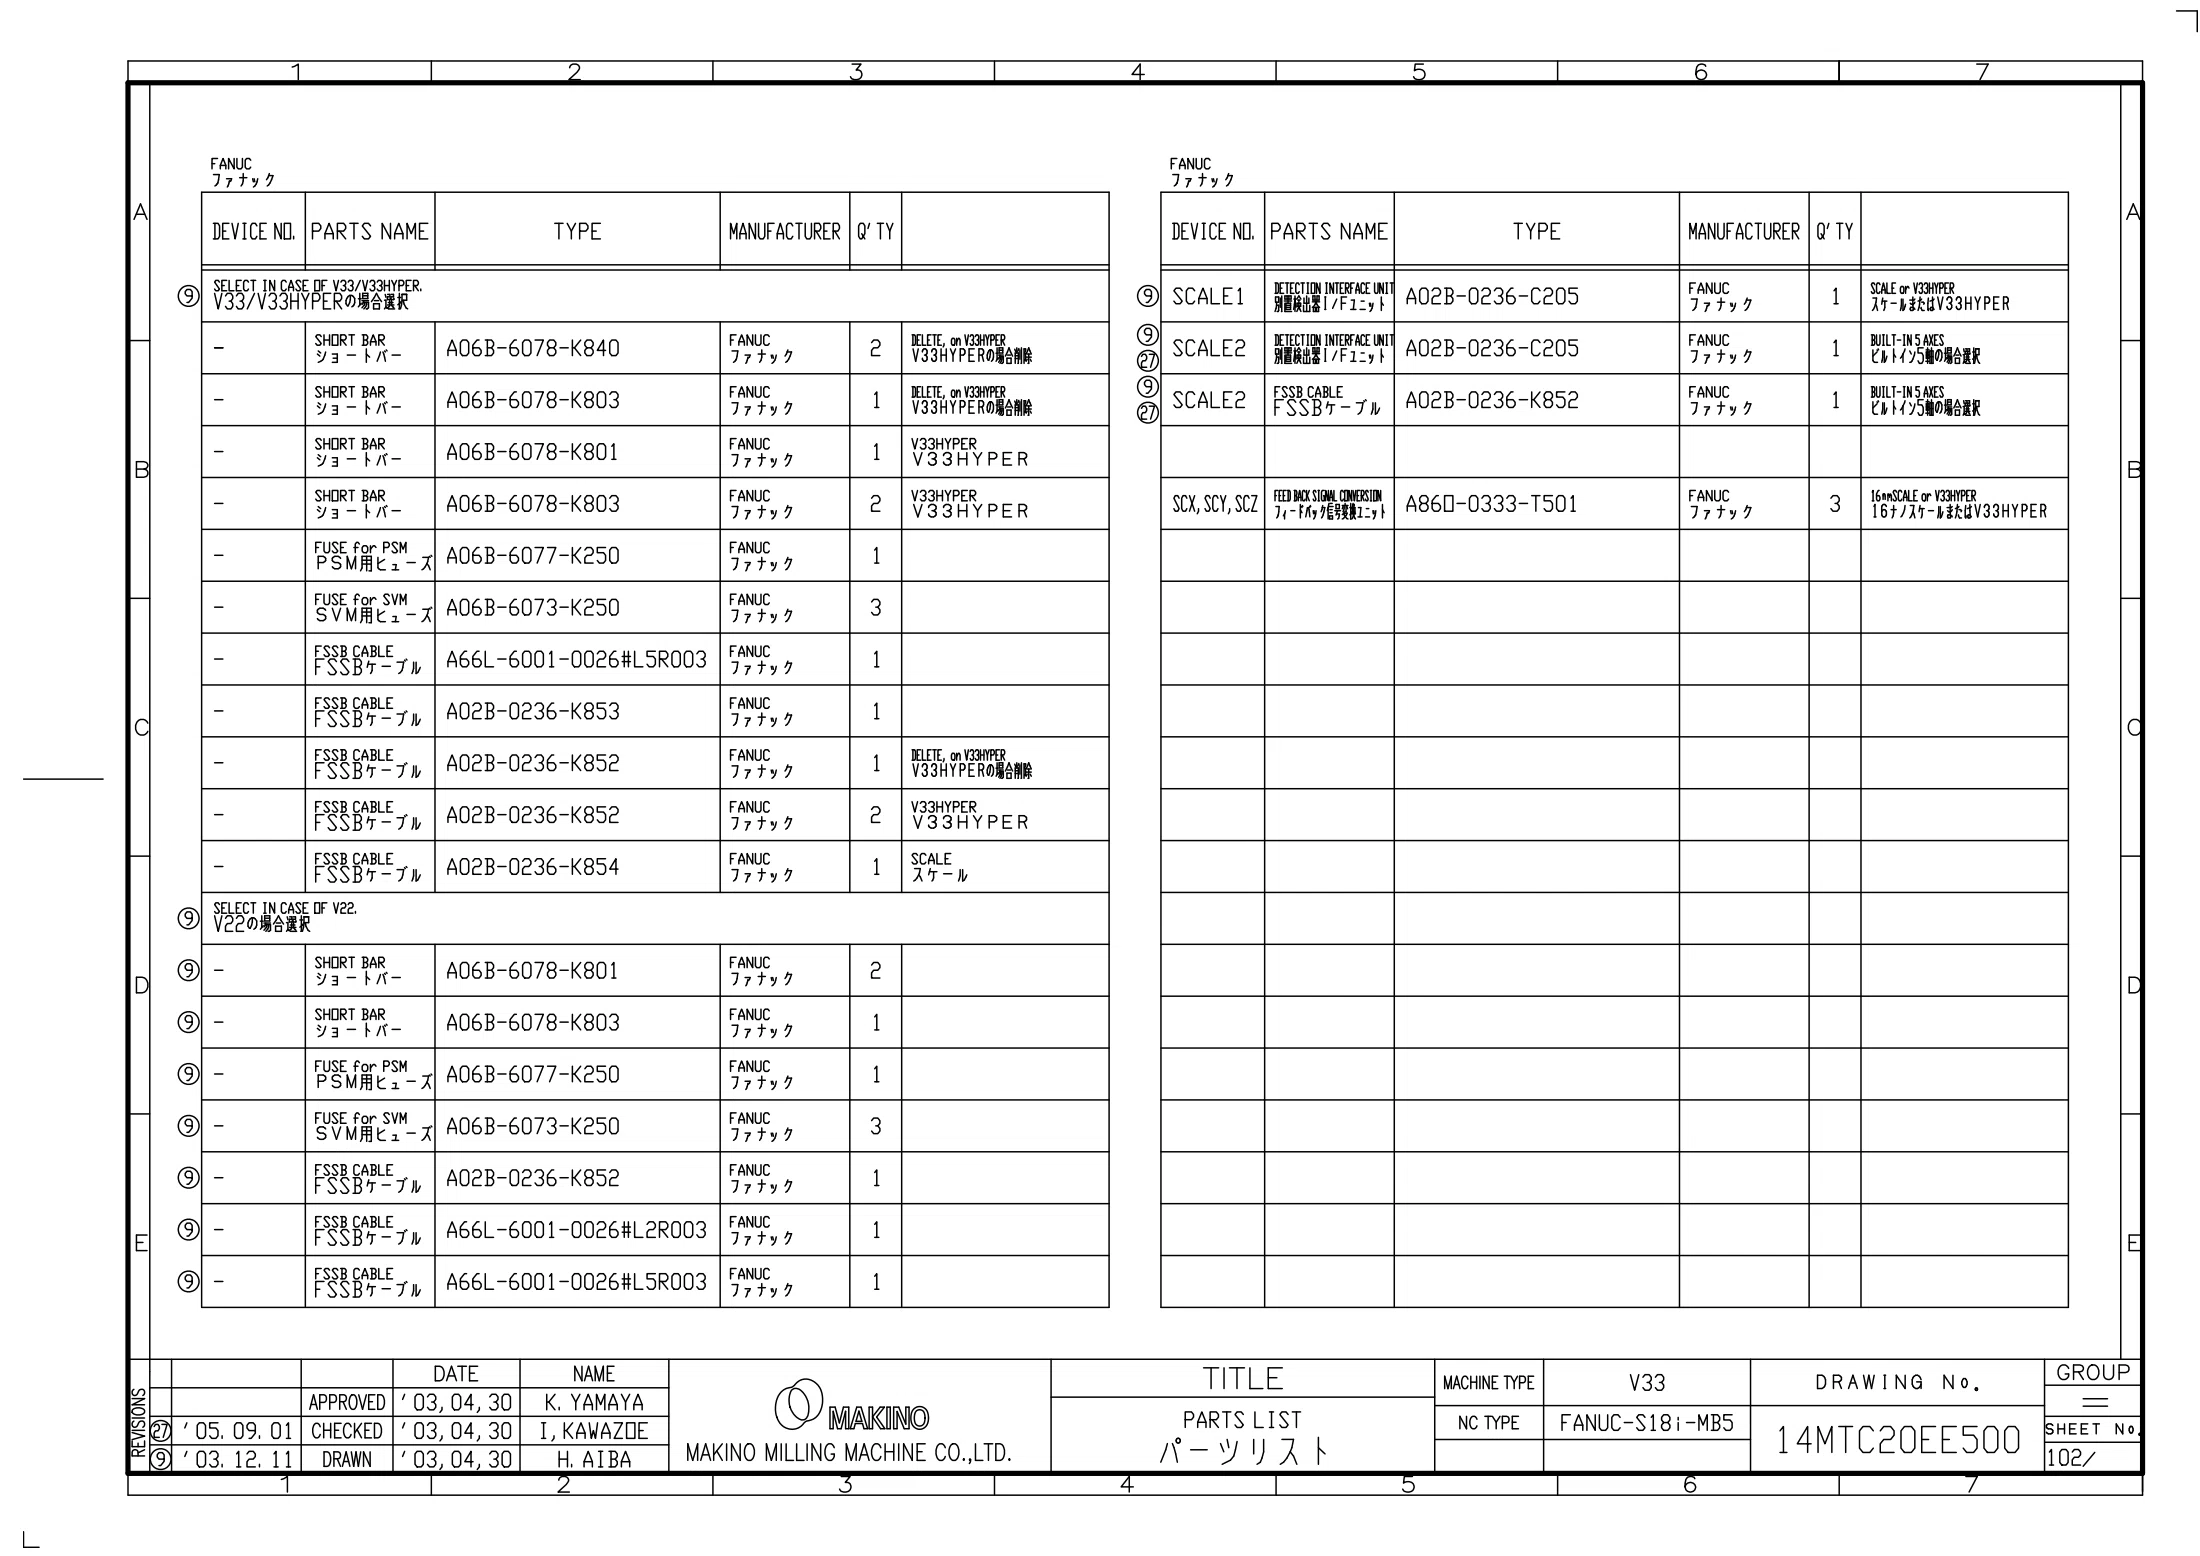 1 2 3 4 5 6 7
FANUC
ファナック
DEVICE NO. PARTS NAME TYPE MANUFACTURER Q'TY
⑨ SELECT IN CASE OF V33/V33HYPER.
V33/V33HYPERの場合選択
- SHORT BAR A06B-6078-K840 FANUC 2 DELETE, on V33HYPER
ショートバー ファナック V33HYPERの場合削除
- SHORT BAR A06B-6078-K803 FANUC 1 DELETE, on V33HYPER
ショートバー ファナック V33HYPERの場合削除
- SHORT BAR A06B-6078-K801 FANUC 1 V33HYPER
ショートバー ファナック V33HYPER
- SHORT BAR A06B-6078-K803 FANUC 2 V33HYPER
ショートバー ファナック V33HYPER
- FUSE for PSM A06B-6077-K250 FANUC 1
PSM用ヒューズ ファナック
- FUSE for SVM A06B-6073-K250 FANUC 3
SVM用ヒューズ ファナック
- FSSB CABLE A66L-6001-0026#L5R003 FANUC 1
FSSBケーブル ファナック
- FSSB CABLE A02B-0236-K853 FANUC 1
FSSBケーブル ファナック
- FSSB CABLE A02B-0236-K852 FANUC 1 DELETE, on V33HYPER
FSSBケーブル ファナック V33HYPERの場合削除
- FSSB CABLE A02B-0236-K852 FANUC 2 V33HYPER
FSSBケーブル ファナック V33HYPER
- FSSB CABLE A02B-0236-K854 FANUC 1 SCALE
FSSBケーブル ファナック スケール
⑨ SELECT IN CASE OF V22.
V22の場合選択
⑨ - SHORT BAR A06B-6078-K801 FANUC 2
ショートバー ファナック
⑨ - SHORT BAR A06B-6078-K803 FANUC 1
ショートバー ファナック
⑨ - FUSE for PSM A06B-6077-K250 FANUC 1
PSM用ヒューズ ファナック
⑨ - FUSE for SVM A06B-6073-K250 FANUC 3
SVM用ヒューズ ファナック
⑨ - FSSB CABLE A02B-0236-K852 FANUC 1
FSSBケーブル ファナック
⑨ - FSSB CABLE A66L-6001-0026#L2R003 FANUC 1
FSSBケーブル ファナック
⑨ - FSSB CABLE A66L-6001-0026#L5R003 FANUC 1
FSSBケーブル ファナック
FANUC
ファナック
DEVICE NO. PARTS NAME TYPE MANUFACTURER Q'TY
⑨ SCALE1 DETECTION INTERFACE UNIT A02B-0236-C205 FANUC 1 SCALE or V33HYPER
別置検出器I/Fユニット ファナック スケールまたはV33HYPER
⑨ ㉗ SCALE2 DETECTION INTERFACE UNIT A02B-0236-C205 FANUC 1 BUILT-IN 5 AXES
別置検出器I/Fユニット ファナック ビルトイン5軸の場合選択
⑨ ㉗ SCALE2 FSSB CABLE A02B-0236-K852 FANUC 1 BUILT-IN 5 AXES
FSSBケーブル ファナック ビルトイン5軸の場合選択
SCX, SCY, SCZ FEED BACK SIGNAL CONVERSION A860-0333-T501 FANUC 3 16nmSCALE or V33HYPER
フィードバック信号変換ユニット ファナック 16ナノスケールまたはV33HYPER
A B C D E
A B C D E
REVISIONS
DATE NAME
APPROVED '03,04,30 K. YAMAYA
㉗ '05. 09. 01 CHECKED '03,04,30 I, KAWAZOE
⑨ '03. 12. 11 DRAWN '03,04,30 H. AIBA
MAKINO
MAKINO MILLING MACHINE CO.,LTD.
TITLE
PARTS LIST
パーツリスト
MACHINE TYPE V33
NC TYPE FANUC-S18i-MB5
DRAWING No.
14MTC20EE500
GROUP
=
SHEET No.
102/
1 2 3 4 5 6 7